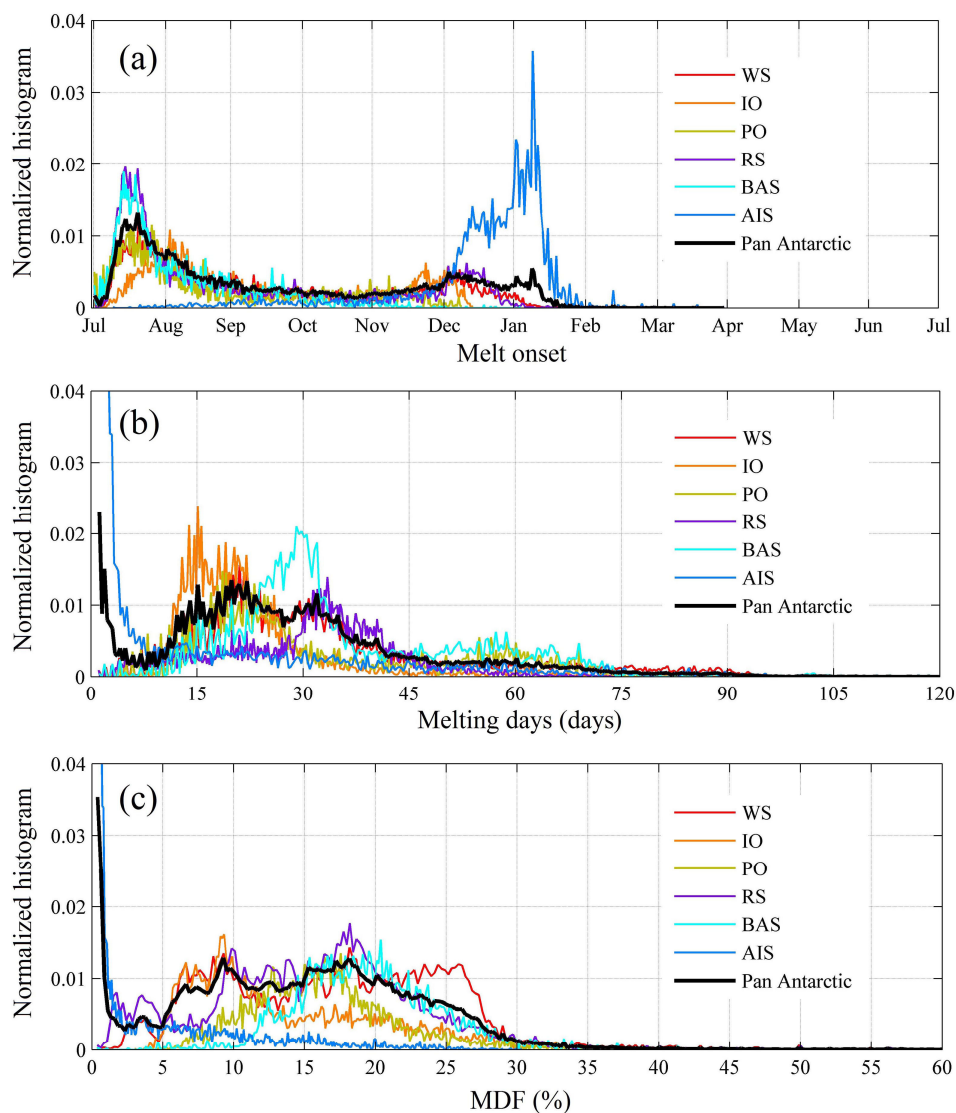 0.04
(a)
WS
0.03
IO
PO
RS
0.02
BAS
AIS
0.01
Pan Antarctic
0
Normalized histogram
Jul Aug Sep Oct Nov Dec Jan Feb Mar Apr May Jun Jul
Melt onset
0.04
(b)
WS
0.03
IO
PO
RS
0.02
BAS
AIS
0.01
Pan Antarctic
0
Normalized histogram
0 15 30 45 60 75 90 105 120
Melting days (days)
0.04
(c)
WS
0.03
IO
PO
RS
0.02
BAS
AIS
0.01
Pan Antarctic
0
Normalized histogram
0 5 10 15 20 25 30 35 40 45 50 55 60
MDF (%)